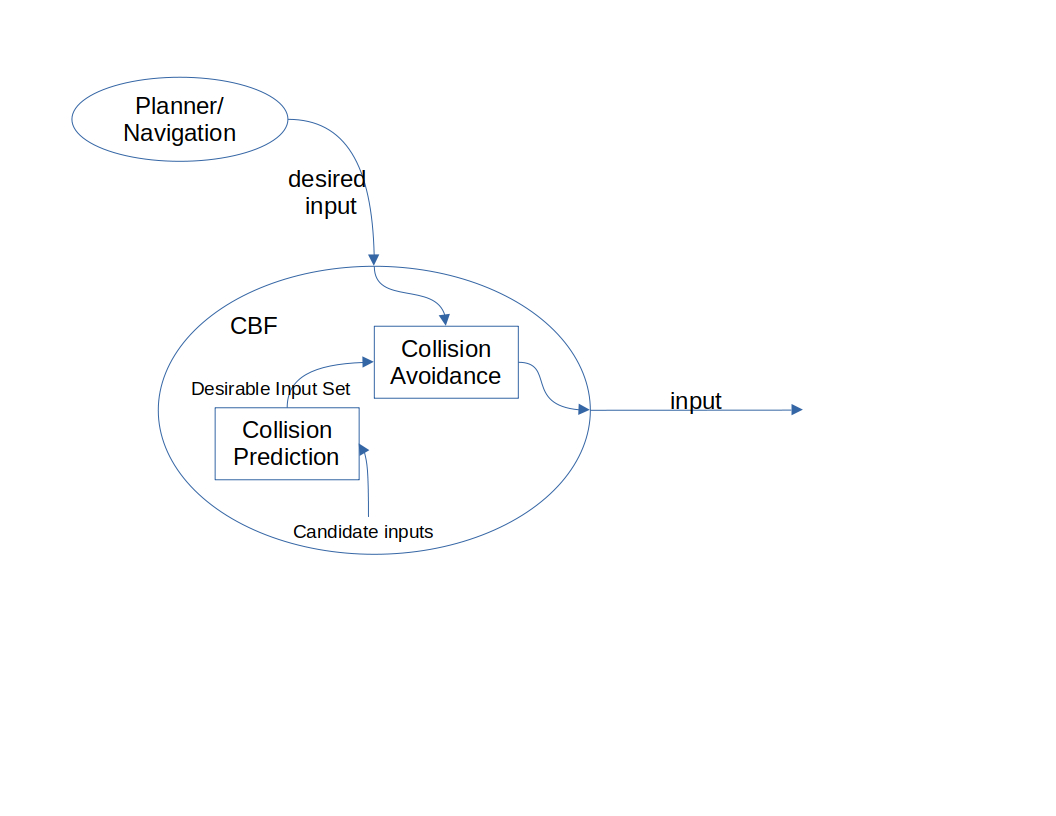 Planner/
Navigation
desired
input
CBF
Collision
Avoidance
Desirable Input Set
input
Collision
Prediction
Candidate inputs